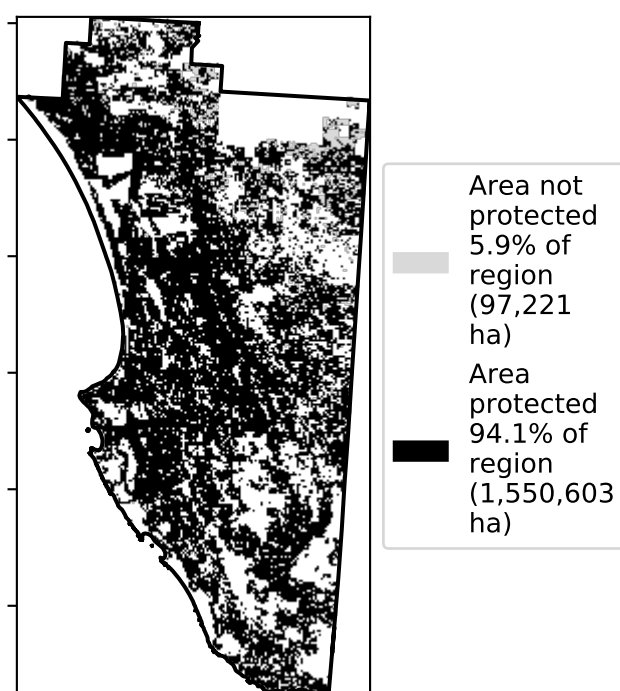 Area not
protected
5.9% of
region
(97,221
ha)
Area
protected
94.1% of
region
(1,550,603
ha)